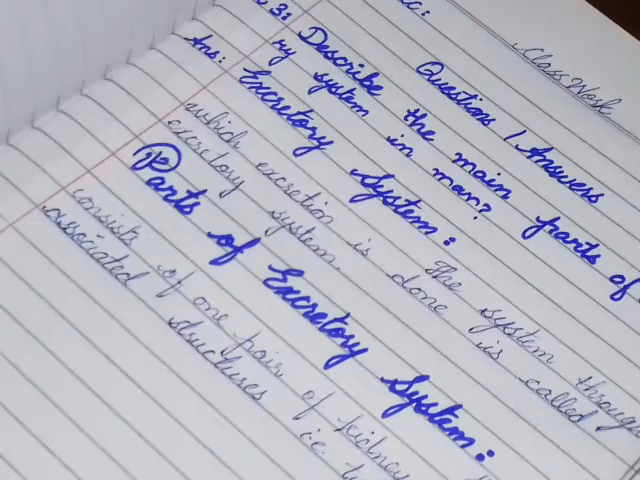 Class Work
Questions / Answers
3: Describe the main parts of
ry system in man?
Ans: Excretory System: The system throug
which excretion is done is called
excretory system.
Parts of Excretory System:
consists of one pair of kidney
associated structures i.e